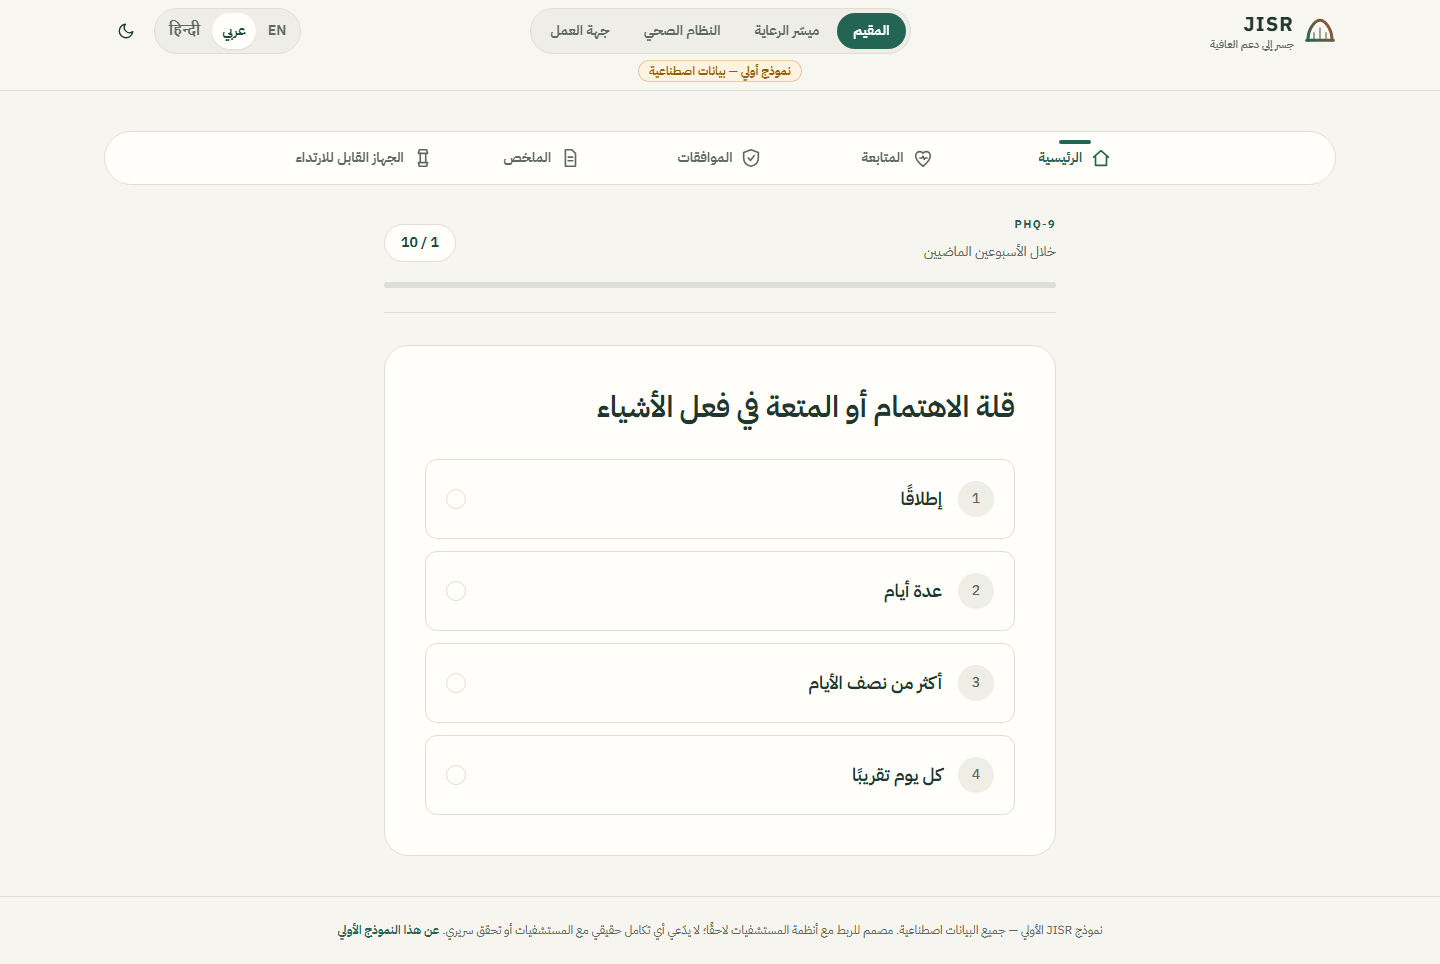 JISR
جسر إلى دعم العافية
المقيم
ميسّر الرعاية
النظام الصحي
جهة العمل
EN
عربي
हिन्दी
نموذج أولي — بيانات اصطناعية
الرئيسية
المتابعة
الموافقات
الملخص
الجهاز القابل للارتداء
PHQ-9
خلال الأسبوعين الماضيين
1 / 10
قلة الاهتمام أو المتعة في فعل الأشياء
1 إطلاقًا
2 عدة أيام
3 أكثر من نصف الأيام
4 كل يوم تقريبًا
نموذج JISR الأولي — جميع البيانات اصطناعية. مصمم للربط مع أنظمة المستشفيات لاحقًا؛ لا يدّعي أي تكامل حقيقي مع المستشفيات أو تحقق سريري. عن هذا النموذج الأولي